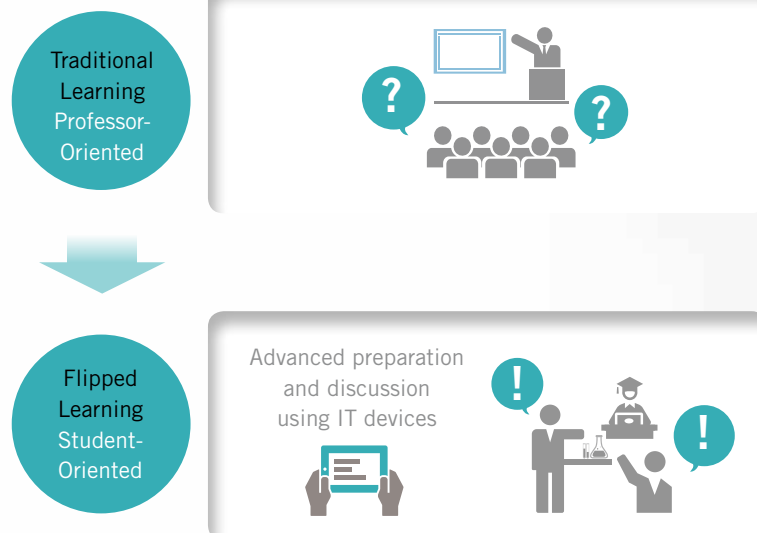 Traditional
Learning
Professor-
Oriented
?
?
Flipped
Learning
Student-
Oriented
Advanced preparation
and discussion
using IT devices
!
!